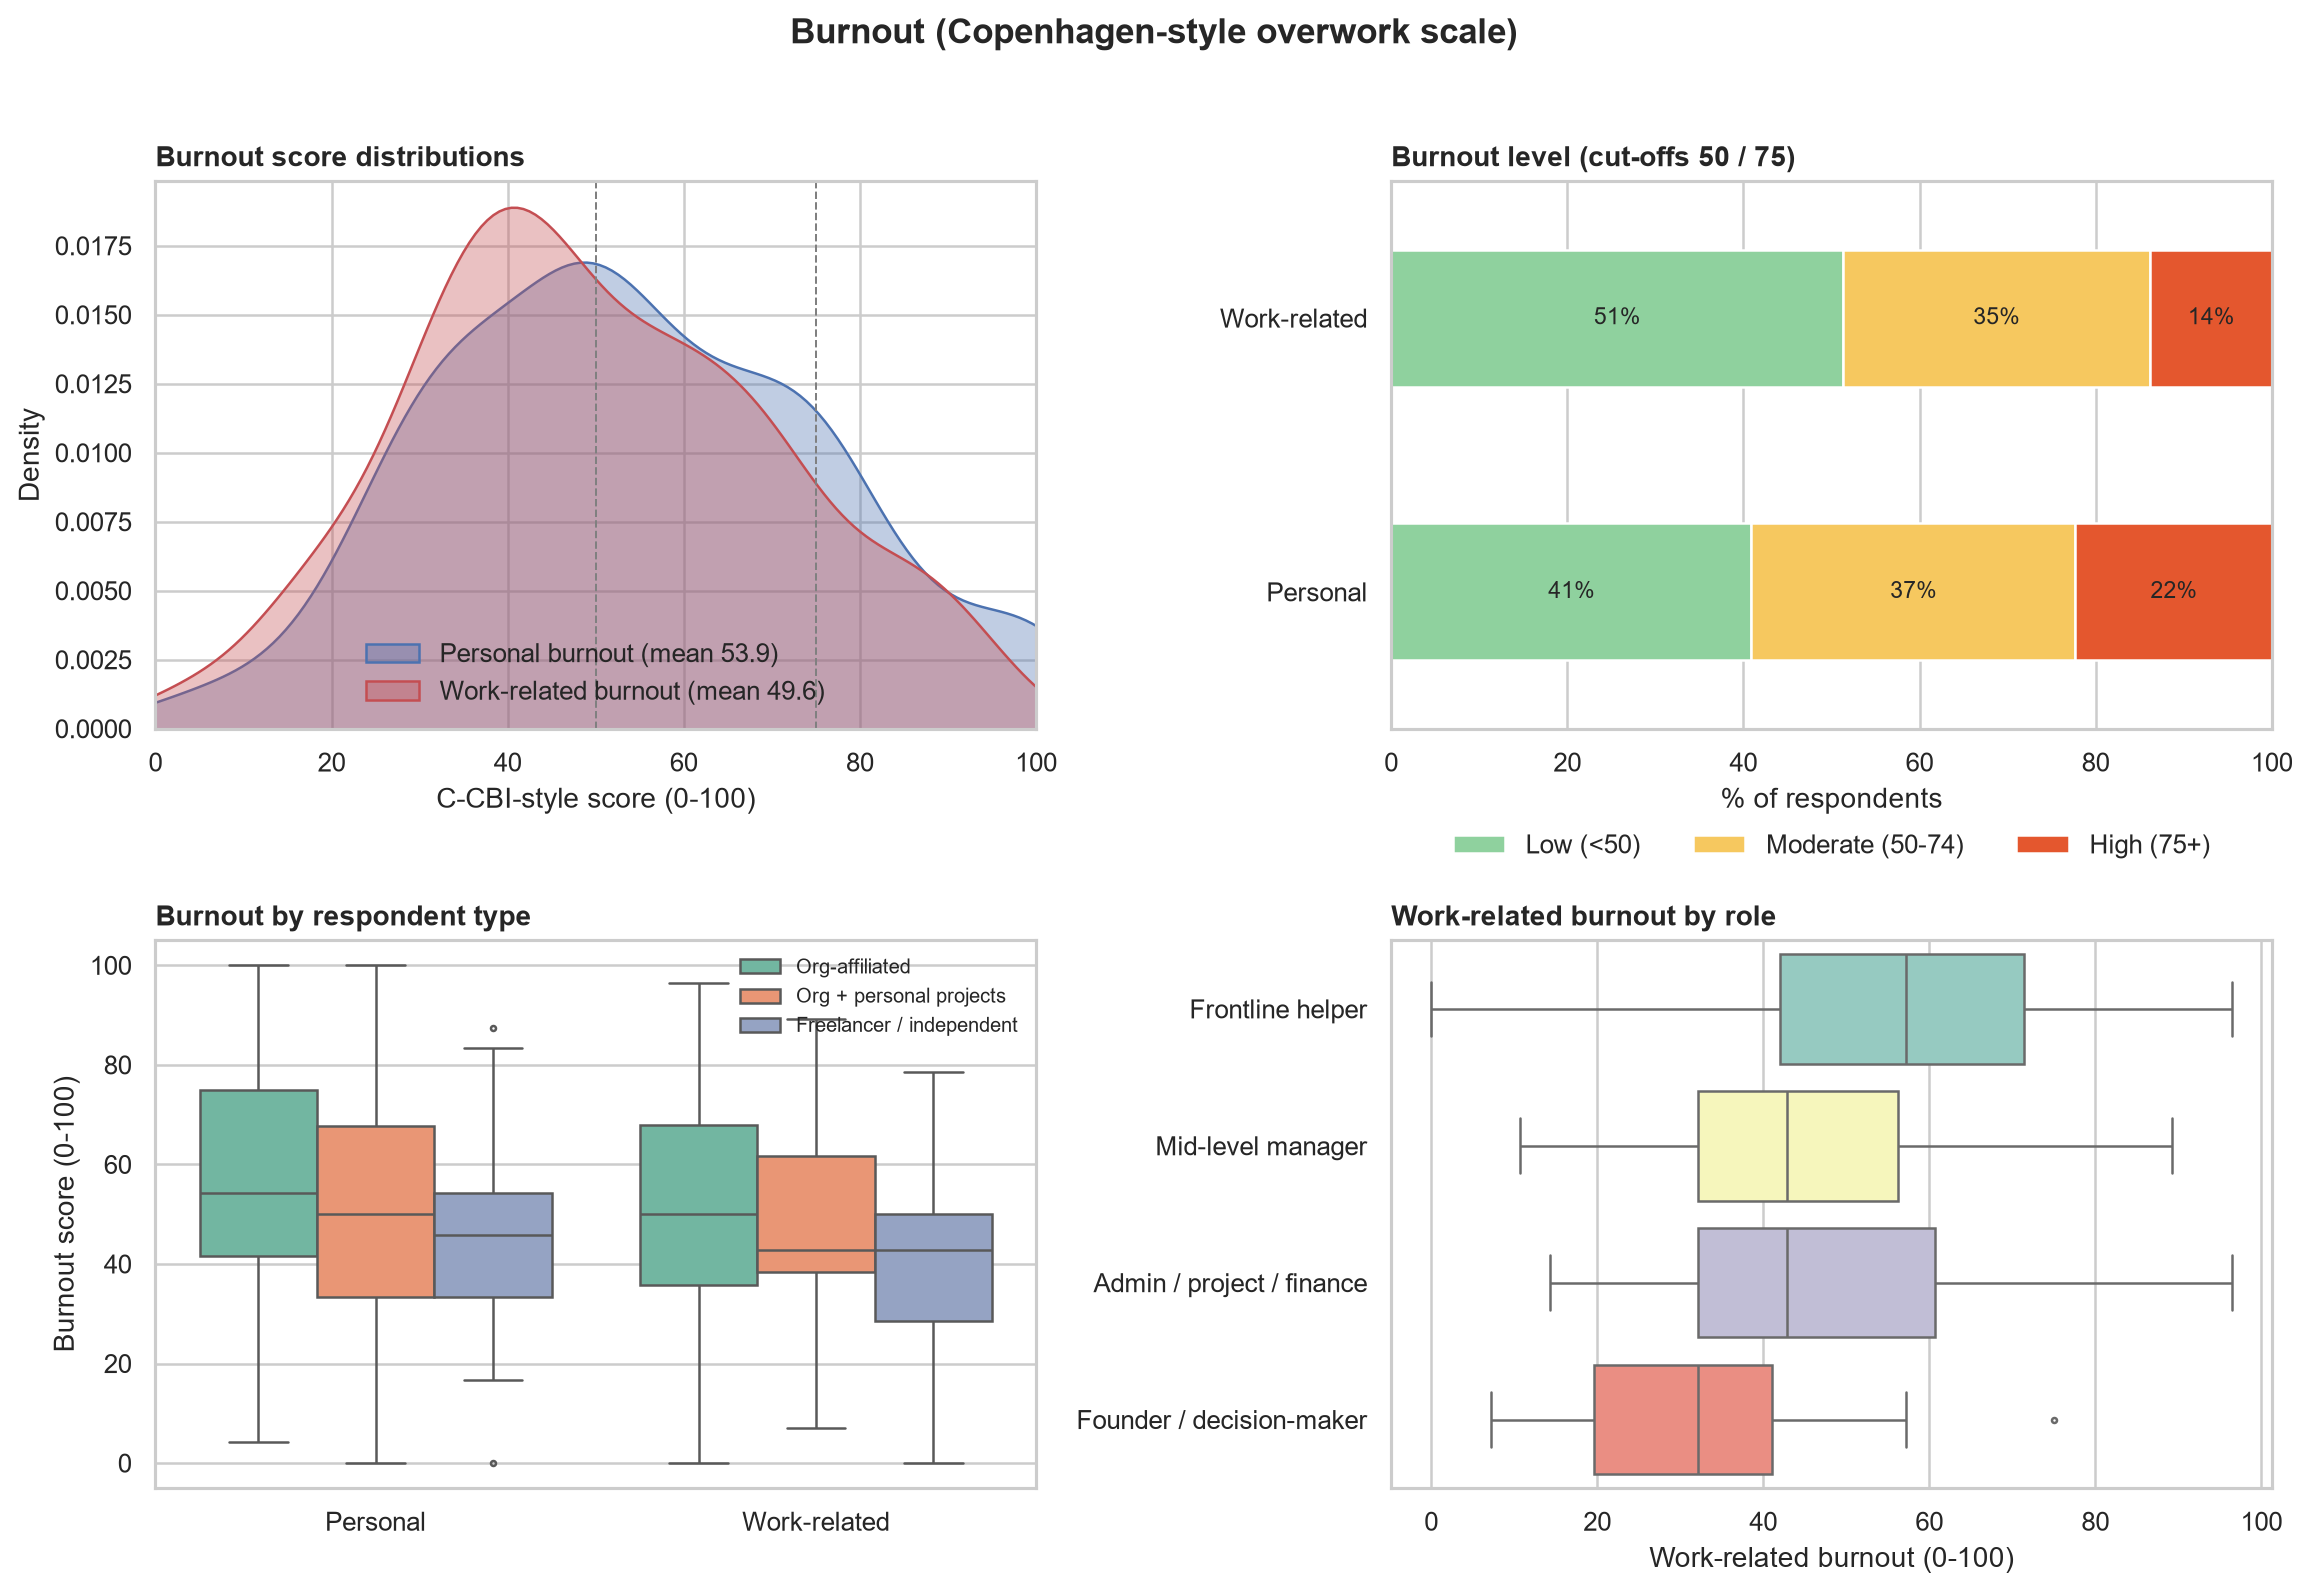 Burnout (Copenhagen-style overwork scale)
Burnout score distributions
0.0175
0.0150
0.0125
0.0100
0.0075
0.0050
0.0025
0.0000
Density
Personal burnout (mean 53.9)
Work-related burnout (mean 49.6)
0 20 40 60 80 100
C-CBI-style score (0-100)
Burnout level (cut-offs 50 / 75)
Work-related
51% 35% 14%
Personal
41% 37% 22%
0 20 40 60 80 100
% of respondents
Low (<50) Moderate (50-74) High (75+)
Burnout by respondent type
100
80
60
40
20
0
Burnout score (0-100)
Org-affiliated
Org + personal projects
Freelancer / independent
Personal Work-related
Work-related burnout by role
Frontline helper
Mid-level manager
Admin / project / finance
Founder / decision-maker
0 20 40 60 80 100
Work-related burnout (0-100)